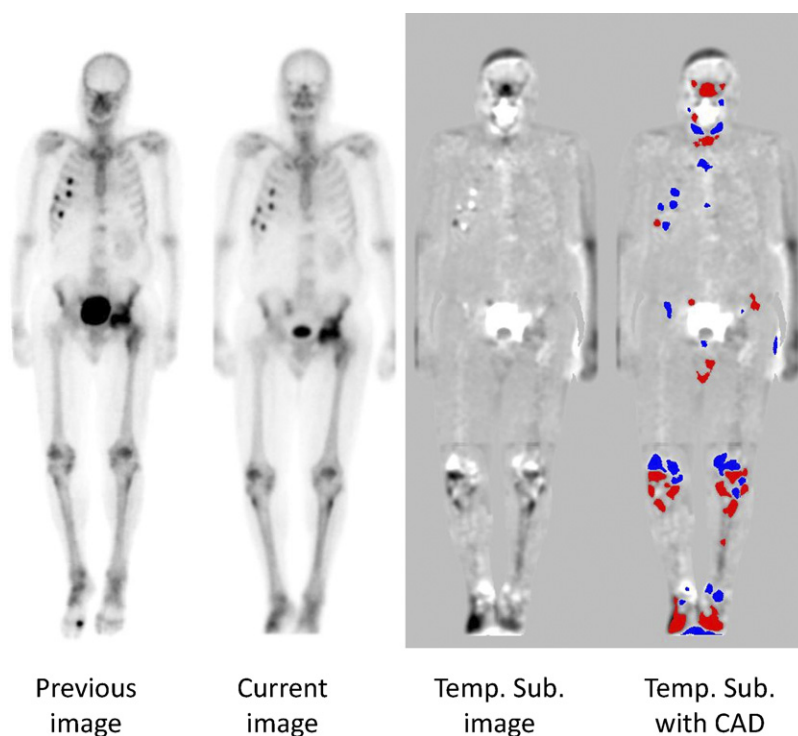 Previous
image
Current
image
Temp. Sub.
image
Temp. Sub.
with CAD